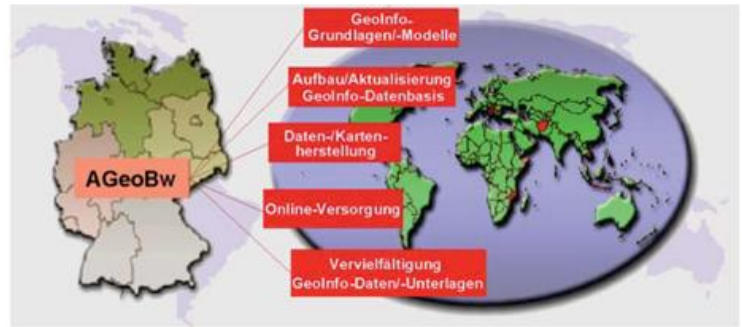 GeoInfo-
Grundlagen/-Modelle
Aufbau/Aktualisierung
GeoInfo-Datenbasis
Daten-/Karten-
herstellung
AGeoBw
Online-Versorgung
Vervielfältigung
GeoInfo-Daten/-Unterlagen